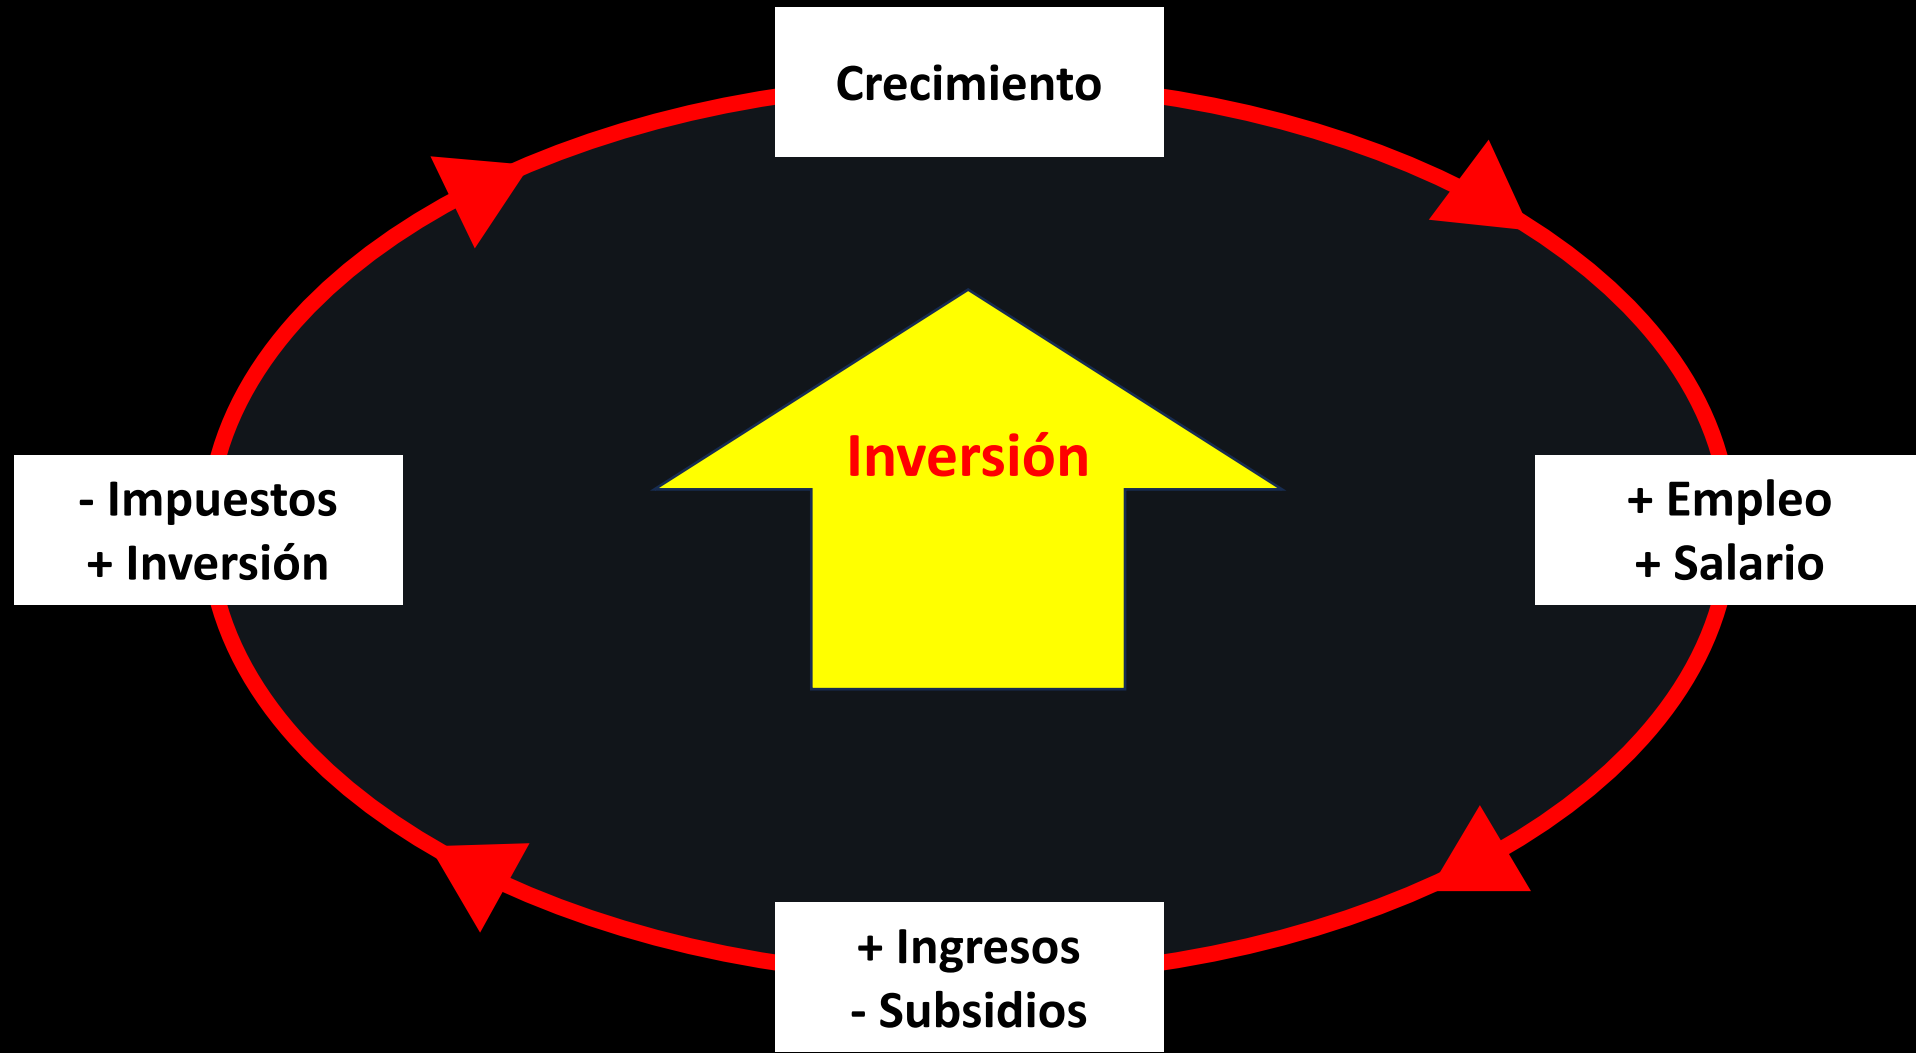 Crecimiento
Inversión
- Impuestos
+ Inversión
+ Empleo
+ Salario
+ Ingresos
- Subsidios